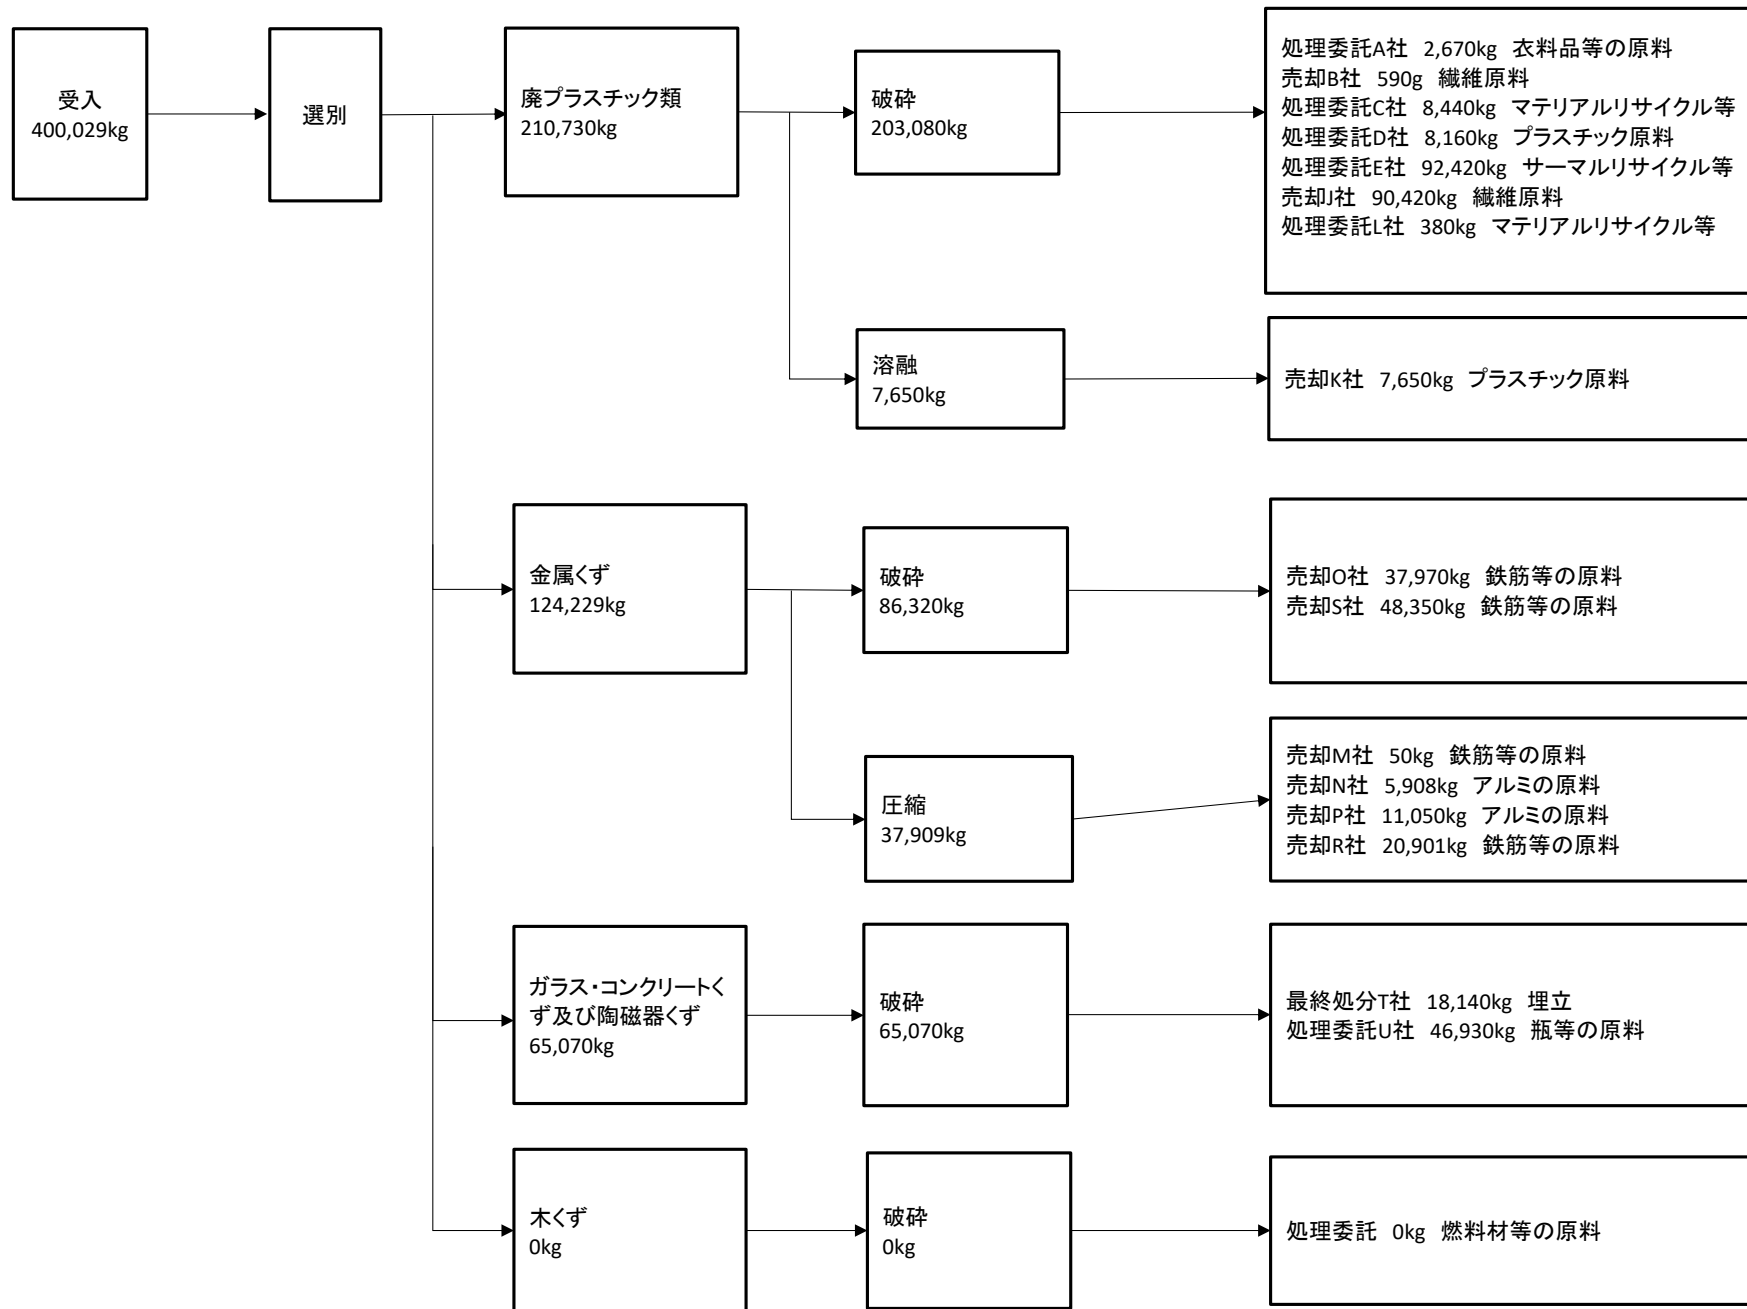 受入
400,029kg
選別
廃プラスチック類
210,730kg
破砕
203,080kg
処理委託A社 2,670kg 衣料品等の原料
売却B社 590g 繊維原料
処理委託C社 8,440kg マテリアルリサイクル等
処理委託D社 8,160kg プラスチック原料
処理委託E社 92,420kg サーマルリサイクル等
売却J社 90,420kg 繊維原料
処理委託L社 380kg マテリアルリサイクル等
溶融
7,650kg
売却K社 7,650kg プラスチック原料
金属くず
124,229kg
破砕
86,320kg
売却O社 37,970kg 鉄筋等の原料
売却S社 48,350kg 鉄筋等の原料
圧縮
37,909kg
売却M社 50kg 鉄筋等の原料
売却N社 5,908kg アルミの原料
売却P社 11,050kg アルミの原料
売却R社 20,901kg 鉄筋等の原料
ガラス・コンクリートく
ず及び陶磁器くず
65,070kg
破砕
65,070kg
最終処分T社 18,140kg 埋立
処理委託U社 46,930kg 瓶等の原料
木くず
0kg
破砕
0kg
処理委託 0kg 燃料材等の原料